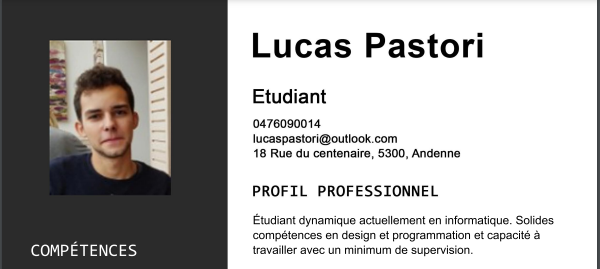 Lucas Pastori
Etudiant
0476090014
lucaspastori@outlook.com
18 Rue du centenaire, 5300, Andenne
PROFIL PROFESSIONNEL
Étudiant dynamique actuellement en informatique. Solides
compétences en design et programmation et capacité à
travailler avec un minimum de supervision.
COMPÉTENCES